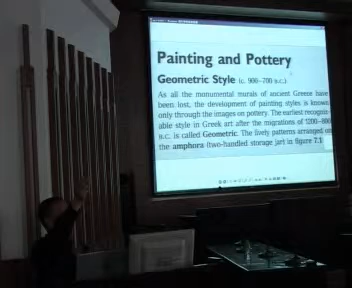 Painting and Pottery
Geometric Style (c. 900–700 B.C.)
As all the monumental murals of ancient Greece have
been lost, the development of painting styles is known
only through the images on pottery. The earliest recogniz-
able style in Greek art after the migrations of 1200–800
B.C. is called Geometric. The lively patterns arranged on
the amphora (two-handled storage jar) in figure 7.1